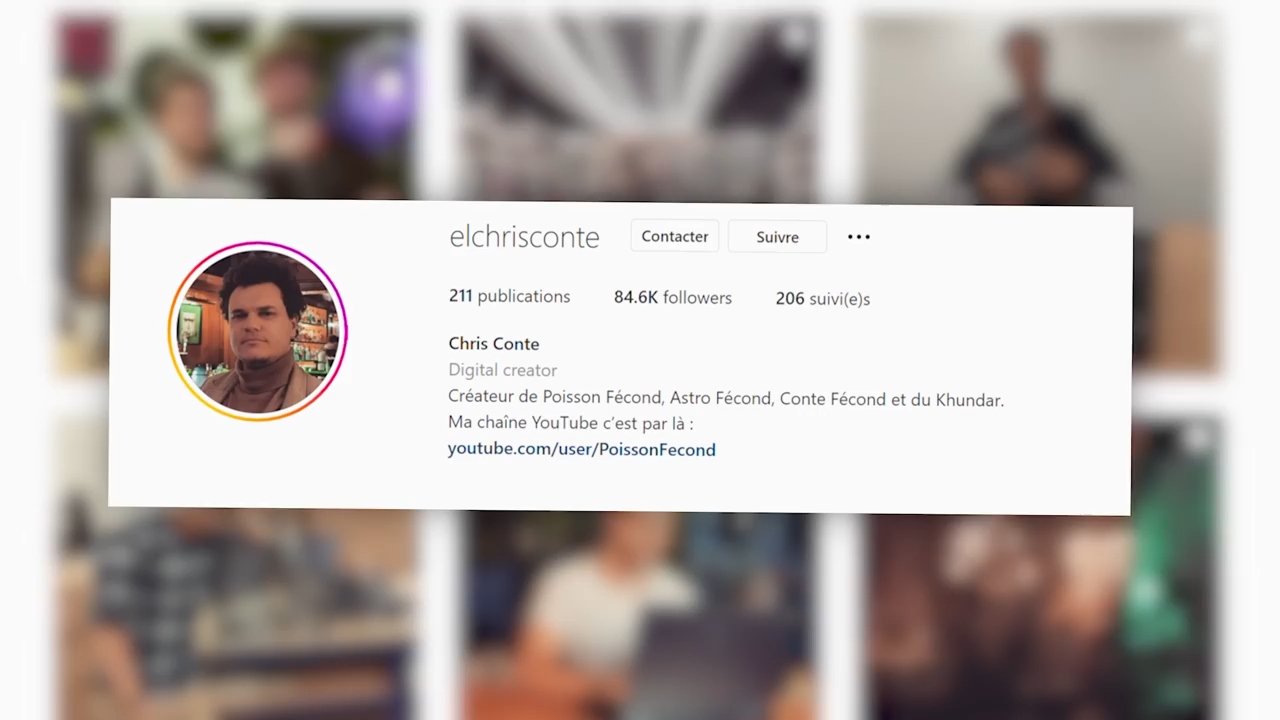 elchrisconte Contacter Suivre
211 publications 84.6K followers 206 suivi(e)s
Chris Conte
Digital creator
Créateur de Poisson Fécond, Astro Fécond, Conte Fécond et du Khundar.
Ma chaîne YouTube c'est par là :
youtube.com/user/PoissonFecond